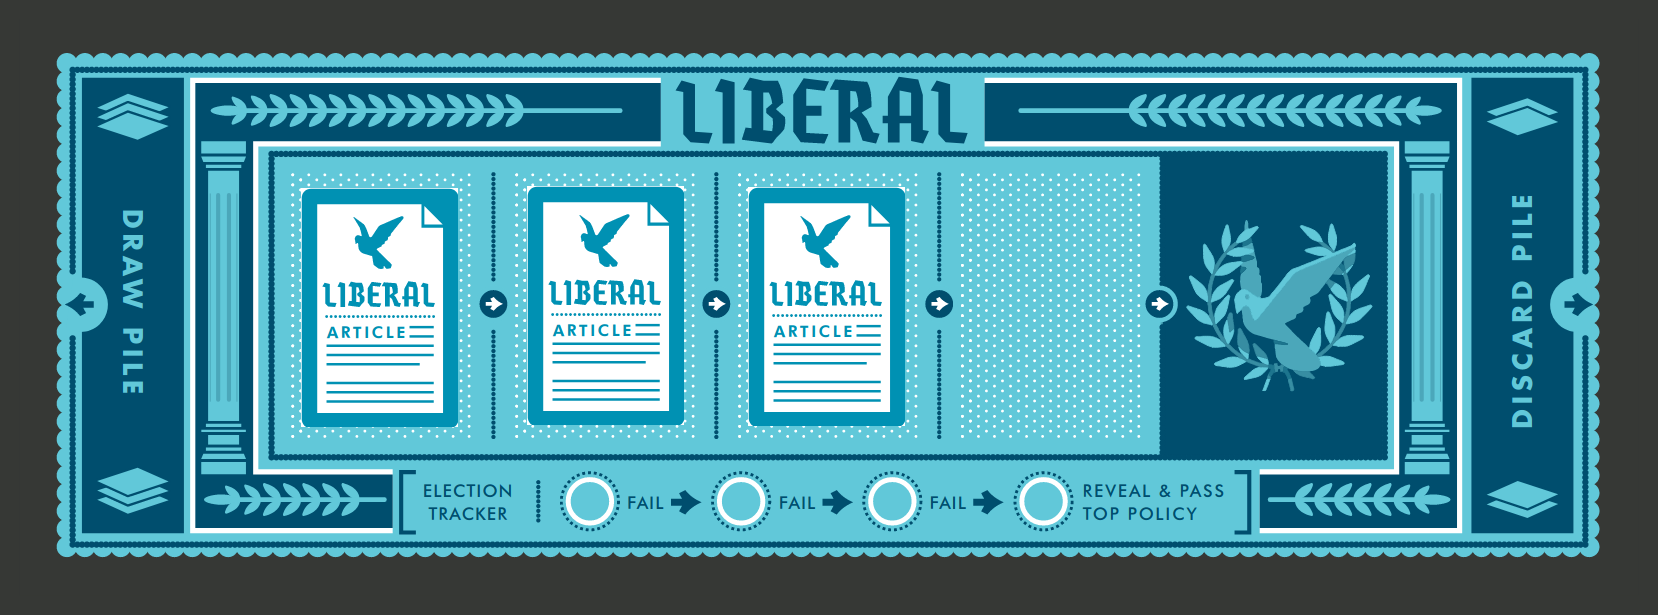 LIBERAL
DRAW PILE
LIBERAL
ARTICLE
LIBERAL
ARTICLE
LIBERAL
ARTICLE
DISCARD PILE
ELECTION
TRACKER
FAIL
FAIL
FAIL
REVEAL & PASS
TOP POLICY